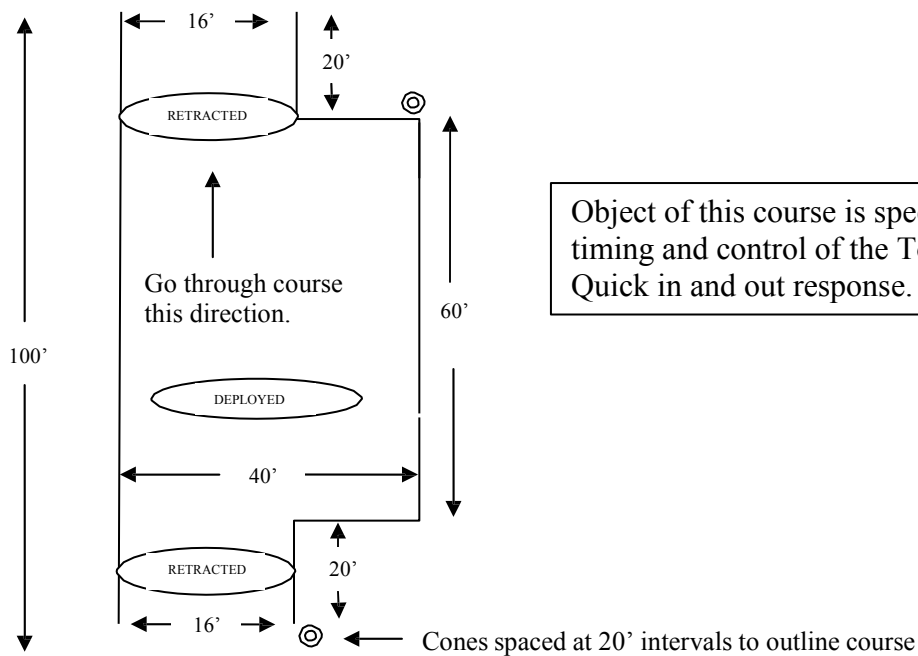 16’
20’
RETRACTED
Object of this course is
timing and control of the
Quick in and out response.
Go through course
this direction.
60’
100’
DEPLOYED
40’
RETRACTED
20’
16’
Cones spaced at 20’ intervals to outline course